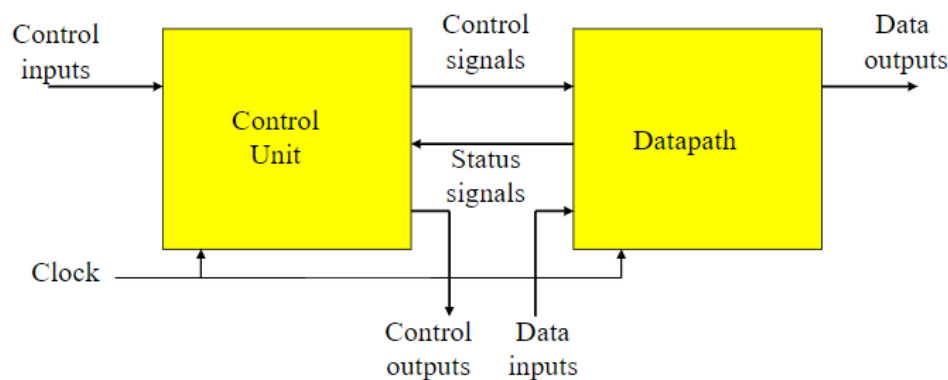 Control
inputs
Control
Unit
Control
signals
Status
signals
Datapath
Data
outputs
Clock
Control
outputs
Data
inputs